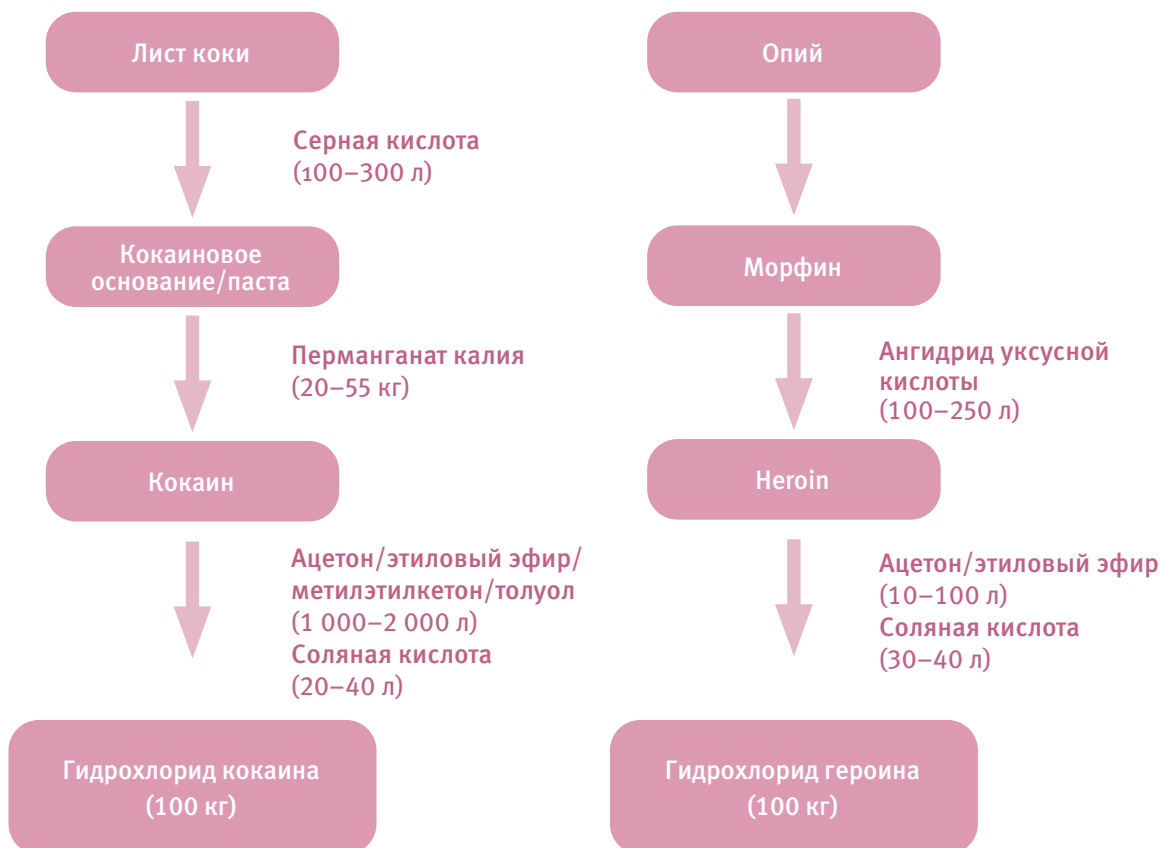 Лист коки
Серная кислота
(100–300 л)
Кокаиновое
основание/паста
Перманганат калия
(20–55 кг)
Кокаин
Ацетон/этиловый эфир/
метилэтилкетон/толуол
(1 000–2 000 л)
Соляная кислота
(20–40 л)
Гидрохлорид кокаина
(100 кг)
Опий
Морфин
Ангидрид уксусной
кислоты
(100–250 л)
Heroin
Ацетон/этиловый эфир
(10–100 л)
Соляная кислота
(30–40 л)
Гидрохлорид героина
(100 кг)